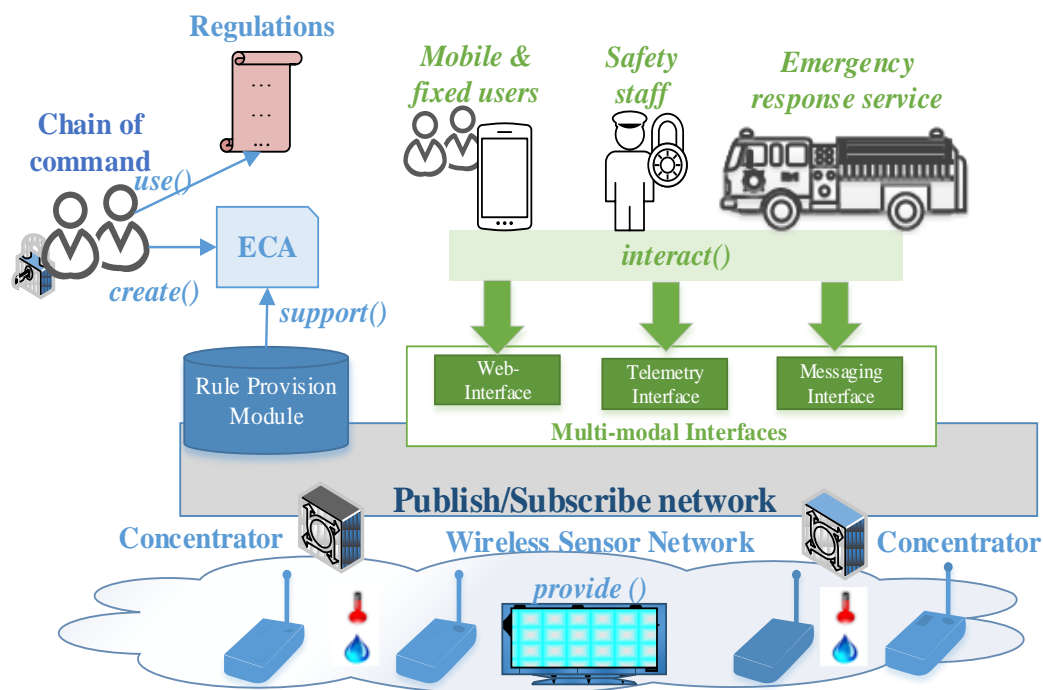 Regulations
...
...
...
Chain of
command
use()
create()
ECA
support()
Rule Provision
Module
Mobile &
fixed users
Safety
staff
Emergency
response service
interact()
Web-
Interface
Telemetry
Interface
Messaging
Interface
Multi-modal Interfaces
Publish/Subscribe network
Concentrator
Wireless Sensor Network
Concentrator
provide ()